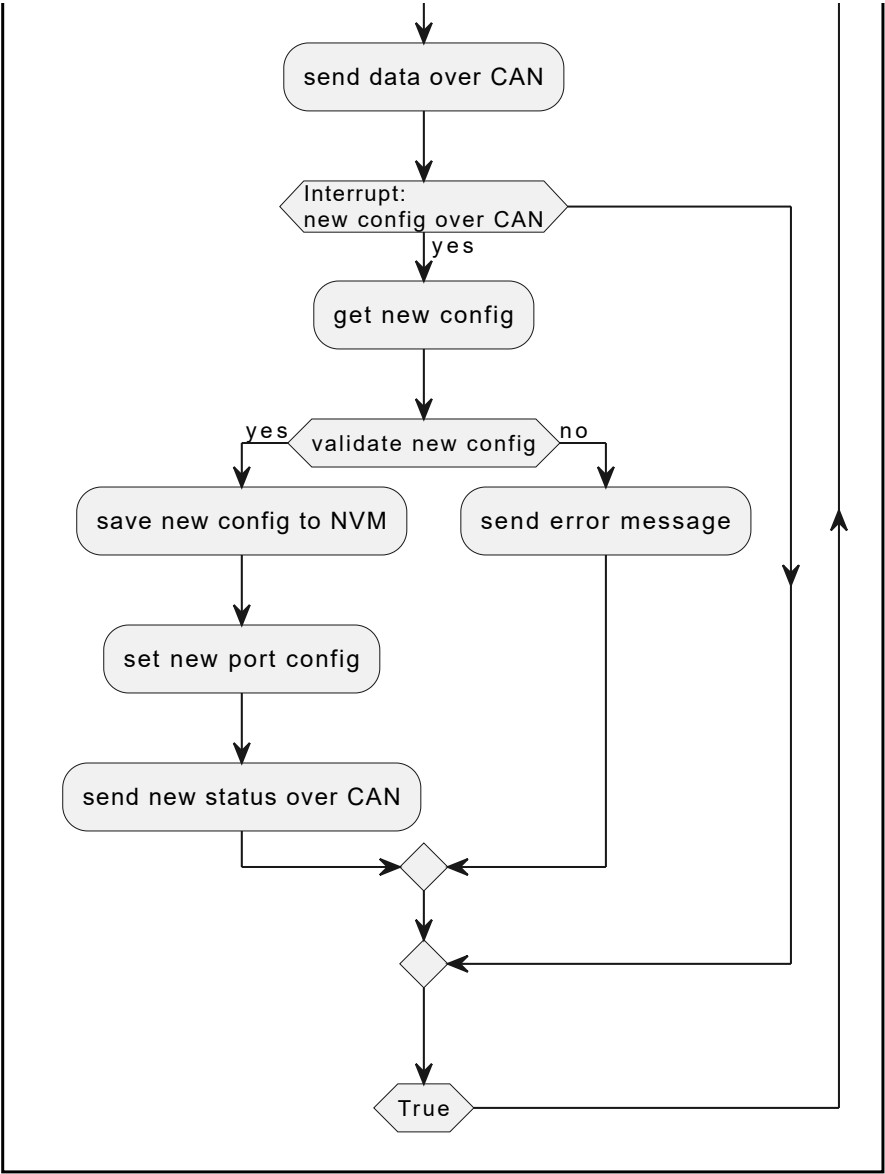 send data over CAN
Interrupt:
new config over CAN
yes
get new config
yes
validate new config
no
save new config to NVM
send error message
set new port config
send new status over CAN
True